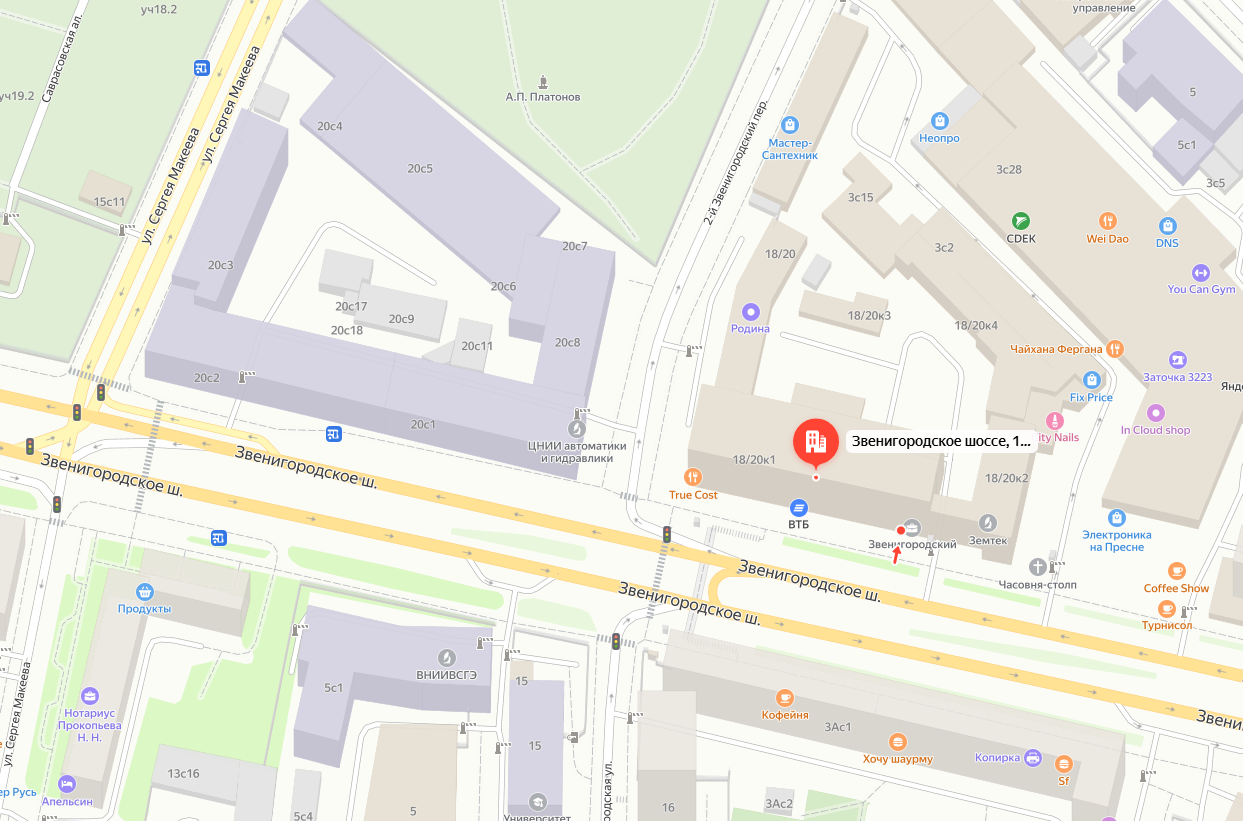 уч18.2
управление
Саврасовская ал.
уч19.2
ул. Сергея Макеева
ул. Сергея Макеева
А.П. Платонов
20с4
20с5
5
5с1
3с5
Мастер-
Сантехник
Неопро
2-й Звенигородский пер.
3с28
15с11
3с15
CDEK
Wei Dao
DNS
20с3
20с7
18/20
3с2
20с6
You Can Gym
20с17
20с9
20с18
Родина
18/20к3
18/20к4
20с8
20с11
Чайхана Фергана
20с2
Заточка 3223
Fix Price
20с1
In Cloud shop
ity Nails
ЦНИИ автоматики
и гидравлики
Звенигородское шоссе, 1...
18/20к1
Звенигородское ш.
Звенигородское ш.
18/20к2
True Cost
ВТБ
Звенигородский
Земтек
Электроника
на Пресне
Часовня-столп
Звенигородское ш.
Звенигородское ш.
Coffee Show
Продукты
Турнисол
ВНИИВСГЭ
15
5с1
Нотариус
Прокопьева
Н. Н.
ул. Сергея Макеева
Кофейня
3Ас1
15
Хочу шаурму
Копирка
Sf
13с16
Апельсин
5
5с4
Университет
16
3Ас2